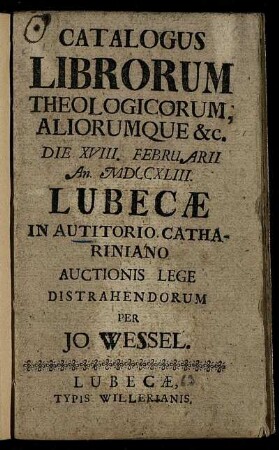 CATALOGUS
LIBRORUM
THEOLOGICORUM,
ALIORUMQUE &c.
DIE XVIII. FEBRUARII
An. MDCCXLIII.
LUBECÆ
IN AUTITORIO CATHA-
RINIANO
AUCTIONIS LEGE
DISTRAHENDORUM
PER
JO WESSEL.
LUBECÆ,
TYPIS WILLERIANIS,